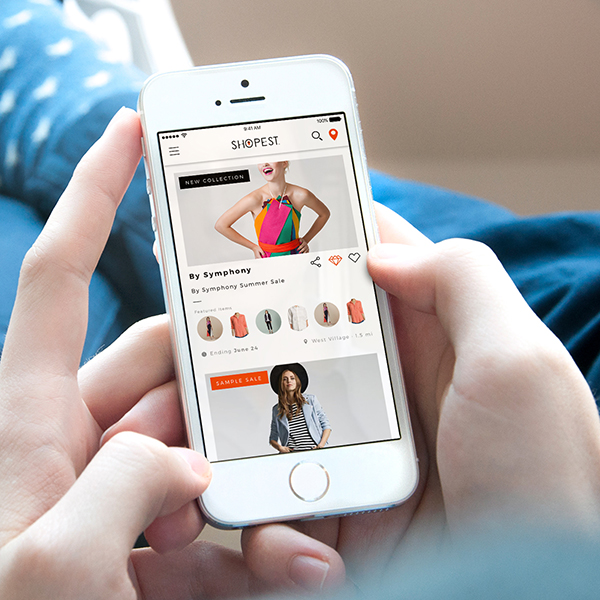 100%
9:41 AM
SHOPEST.
NEW COLLECTION
By Symphony
By Symphony Summer Sale
Featured Items
Ending June 24
West Village · 1.5 mi
SAMPLE SALE